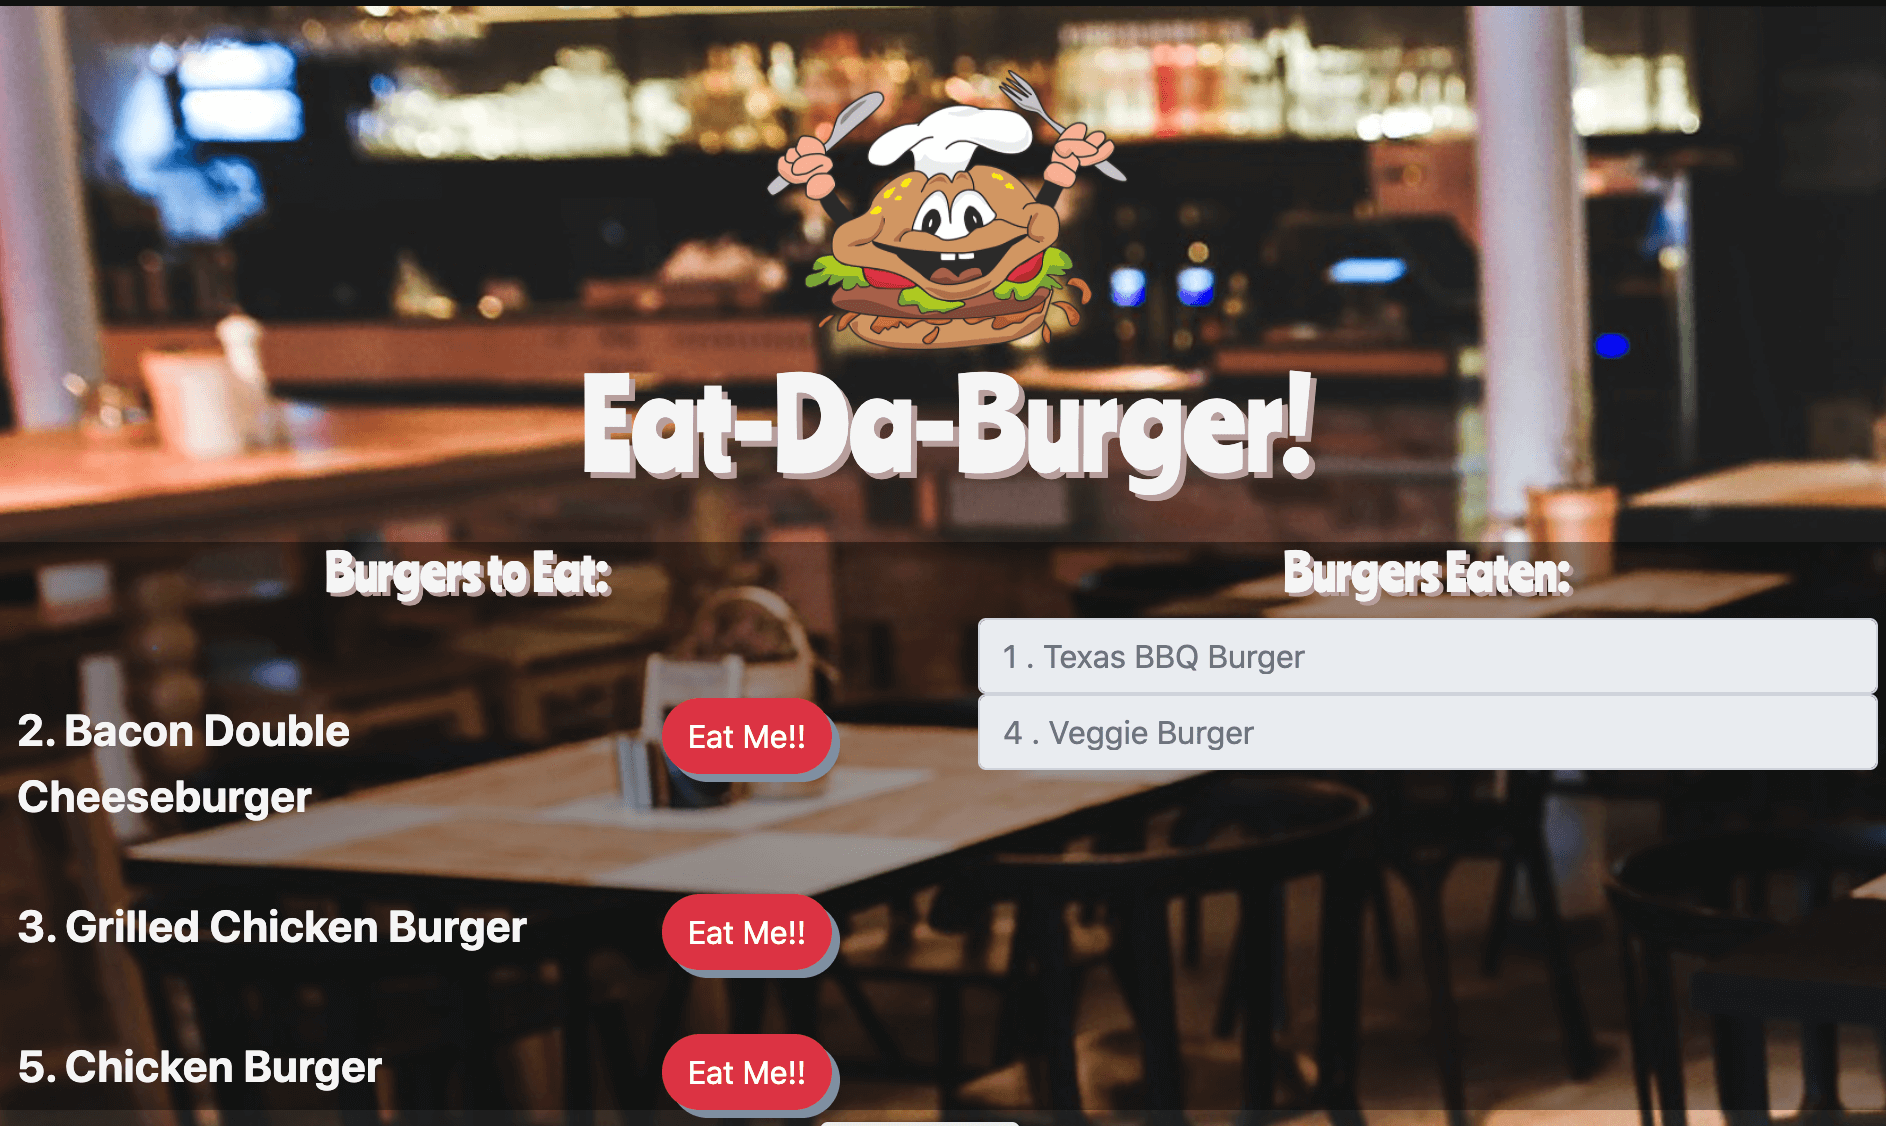 Eat-Da-Burger!
Burgers to Eat:
2. Bacon Double
Cheeseburger
Eat Me!!
3. Grilled Chicken Burger
Eat Me!!
5. Chicken Burger
Eat Me!!
Burgers Eaten:
1 . Texas BBQ Burger
4 . Veggie Burger